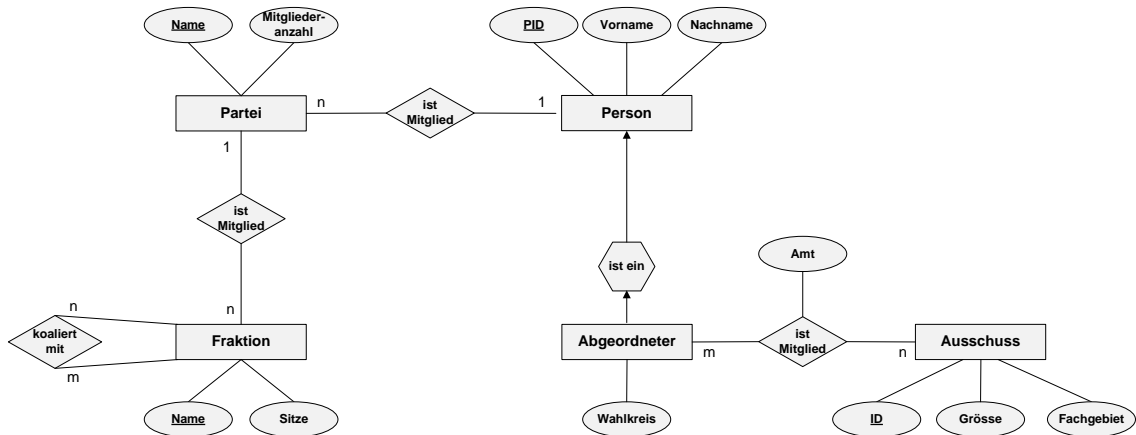 Name
Mitglieder-
anzahl
PID
Vorname
Nachname
Partei
n
ist
Mitglied
1
Person
1
ist
Mitglied
ist ein
Amt
n
koaliert
mit
m
n
Fraktion
Abgeordneter
m
ist
Mitglied
n
Ausschuss
Name
Sitze
Wahlkreis
ID
Grösse
Fachgebiet